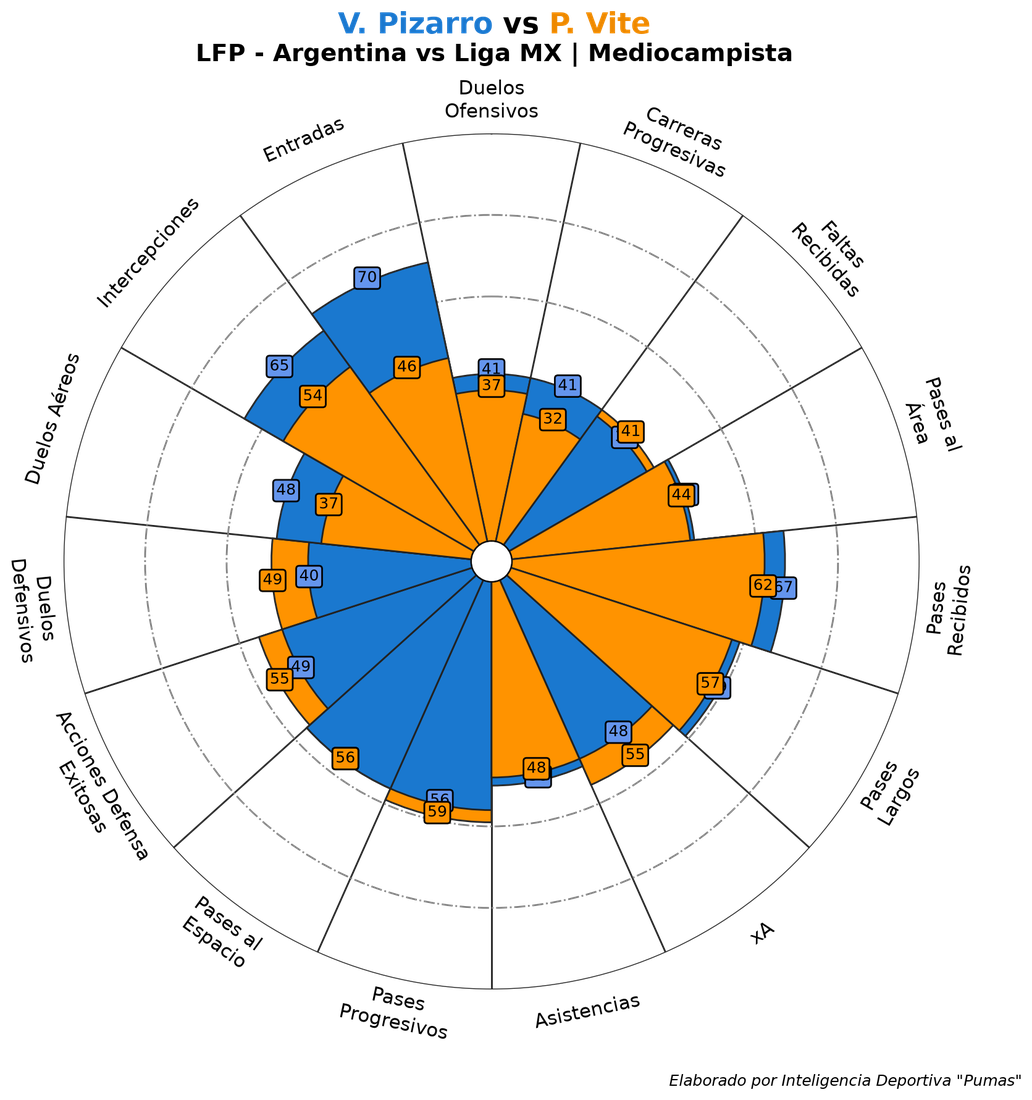 V. Pizarro vs P. Vite
LFP - Argentina vs Liga MX | Mediocampista
Duelos
Ofensivos
Carreras
Progresivas
Faltas
Recibidas
Pases al
Área
Pases
Recibidos
Pases
Largos
xA
Asistencias
Pases
Progresivos
Pases al
Espacio
Acciones Defensa
Exitosas
Duelos
Defensivos
Duelos Aéreos
Intercepciones
Entradas
41
37
41
32
41
44
62
67
57
48
55
48
56
59
56
49
55
40
49
48
37
65
54
70
46
Elaborado por Inteligencia Deportiva "Pumas"